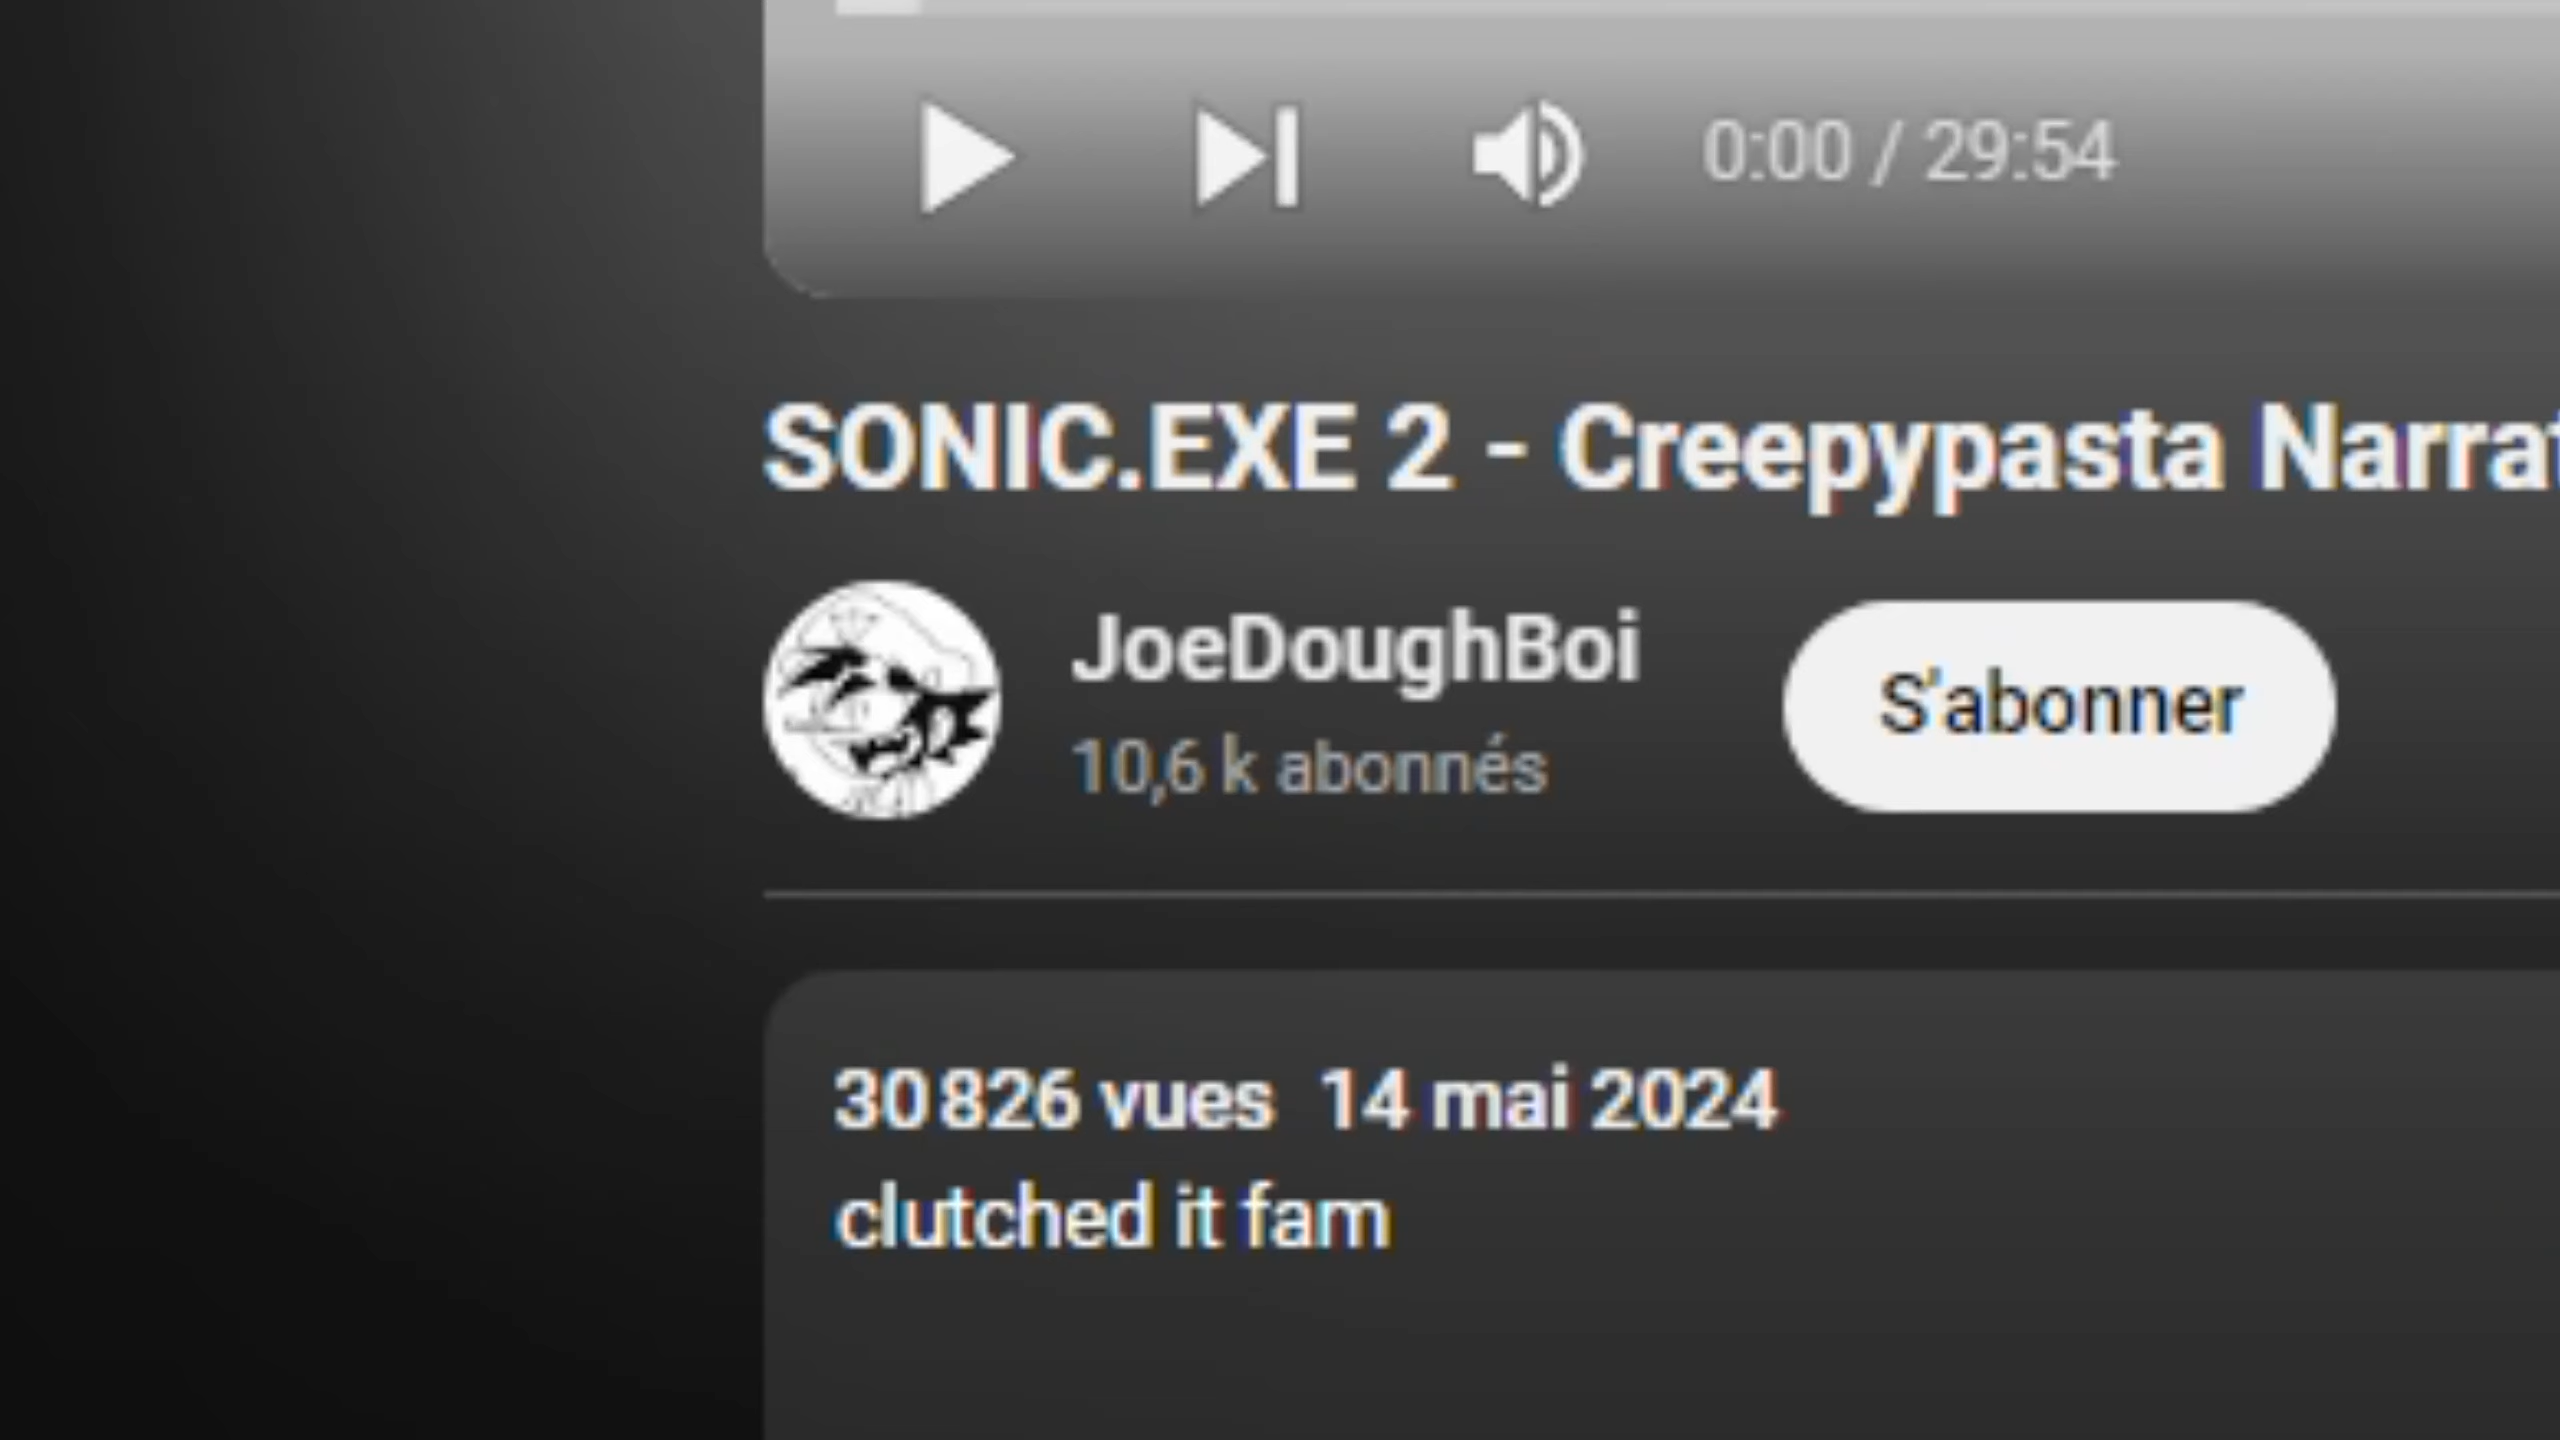 0:00 / 29:54
SONIC.EXE 2 - Creepypasta Narrat
JoeDoughBoi
S'abonner
10,6 k abonnés
30 826 vues 14 mai 2024
clutched it fam